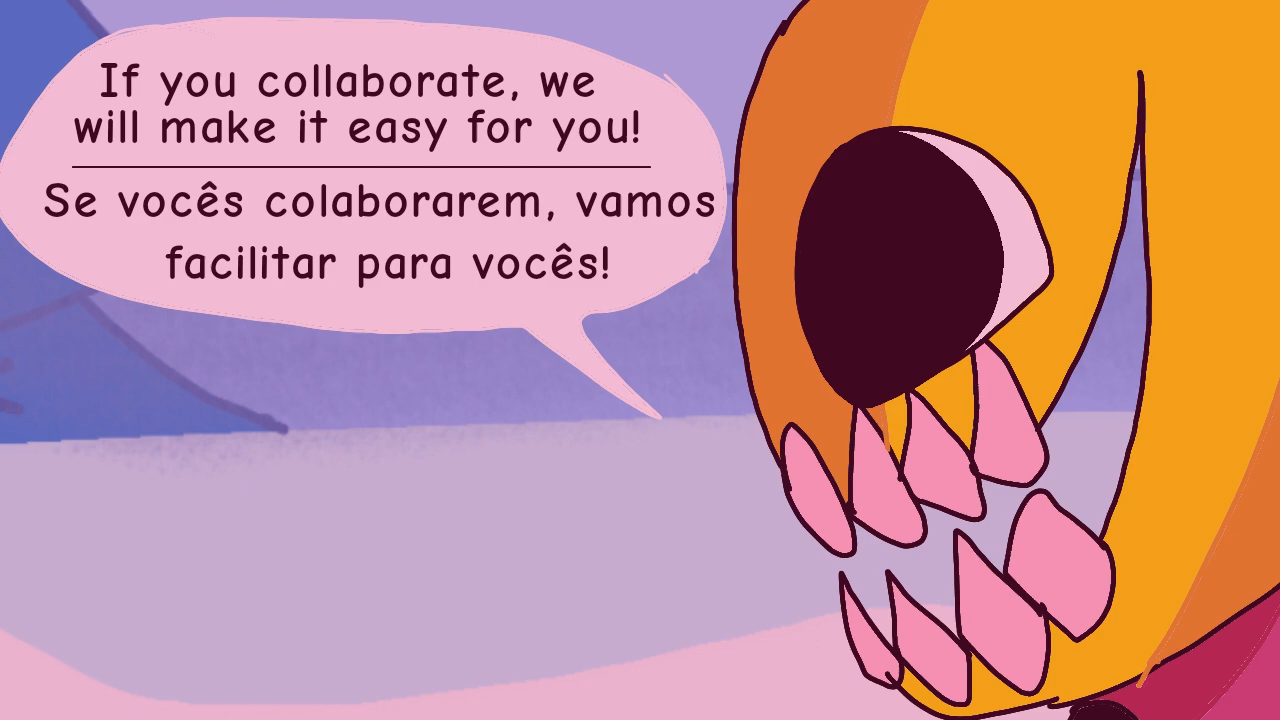 If you collaborate, we
will make it easy for you!
Se vocês colaborarem, vamos
facilitar para vocês!